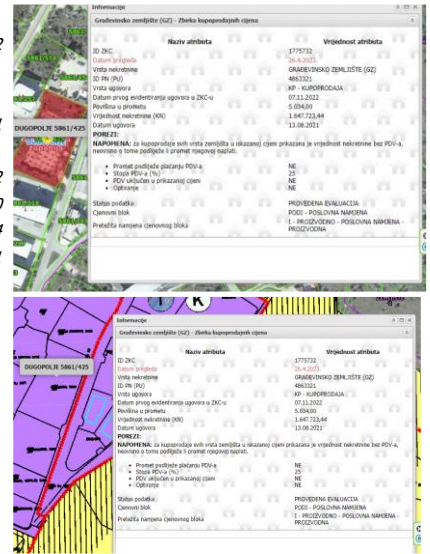 Informacije
Građevinsko zemljište (GZ) - Zbirka kupoprodajnih cijena
Naziv atributa Vrijednost atributa
ID ZKC 1775732
Datum pregleda 26.4.2023.
Vrsta nekretnine GRAĐEVINSKO ZEMLJIŠTE (GZ)
ID PN (PU) 4863321
Vrsta ugovora KP - KUPOPRODAJA
Datum prvog evidentiranja ugovora u ZKC-u 07.11.2022
Površina u prometu 5.034,00
Vrijednost nekretnine (KN) 1.647.723,44
Datum ugovora 13.08.2021
POREZI:
NAPOMENA: za kupoprodaje svih vrsta zemljišta u iskazanoj cijeni prikazana je vrijednost nekretnine bez PDV-a,
neovisno o tome podliježe li promet njegovoj naplati.
Promet podliježe plaćanju PDV-a NE
Stopa PDV-a (%) 25
PDV uključen u prikazanoj cijeni NE
Optiranje NE
Status podatka PROVEDENA EVALUACIJA
Cjenovni blok PODI - POSLOVNA NAMJENA
Pretežita namjena cjenovnog bloka I - PROIZVODNO - POSLOVNA NAMJENA -
PROIZVODNA
DUGOPOLJE 5861/425
Informacije
Građevinsko zemljište (GZ) - Zbirka kupoprodajnih cijena
Naziv atributa Vrijednost atributa
ID ZKC 1775732
Datum pregleda 26.4.2023.
Vrsta nekretnine GRAĐEVINSKO ZEMLJIŠTE (GZ)
ID PN (PU) 4863321
Vrsta ugovora KP - KUPOPRODAJA
Datum prvog evidentiranja ugovora u ZKC-u 07.11.2022
Površina u prometu 5.034,00
Vrijednost nekretnine (KN) 1.647.723,44
Datum ugovora 13.08.2021
POREZI:
NAPOMENA: za kupoprodaje svih vrsta zemljišta u iskazanoj cijeni prikazana je vrijednost nekretnine bez PDV-a,
neovisno o tome podliježe li promet njegovoj naplati.
Promet podliježe plaćanju PDV-a NE
Stopa PDV-a (%) 25
PDV uključen u prikazanoj cijeni NE
Optiranje NE
Status podatka PROVEDENA EVALUACIJA
Cjenovni blok PODI - POSLOVNA NAMJENA
Pretežita namjena cjenovnog bloka I - PROIZVODNO - POSLOVNA NAMJENA -
PROIZVODNA
DUGOPOLJE 5861/425
I K